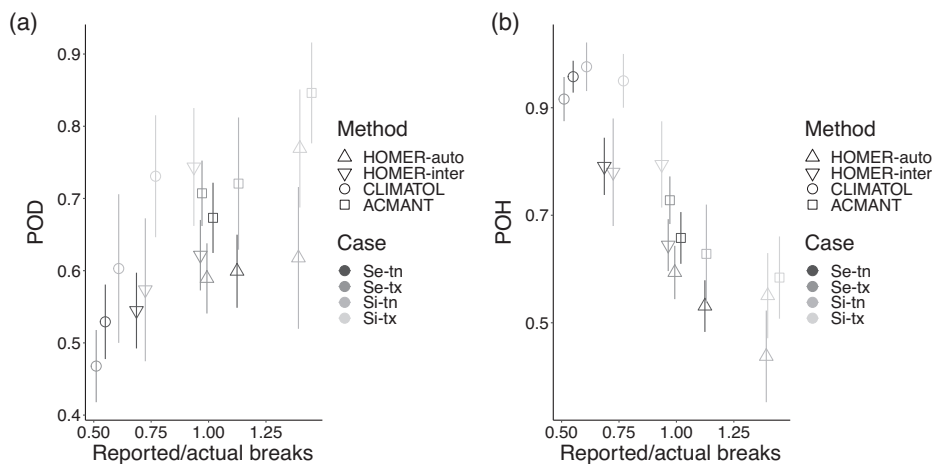 (a)
POD
0.9
0.8
0.7
0.6
0.5
0.4
0.50 0.75 1.00 1.25
Reported/actual breaks
Method
HOMER-auto
HOMER-inter
CLIMATOL
ACMANT
Case
Se-tn
Se-tx
Si-tn
Si-tx
(b)
POH
0.9
0.7
0.5
0.50 0.75 1.00 1.25
Reported/actual breaks
Method
HOMER-auto
HOMER-inter
CLIMATOL
ACMANT
Case
Se-tn
Se-tx
Si-tn
Si-tx